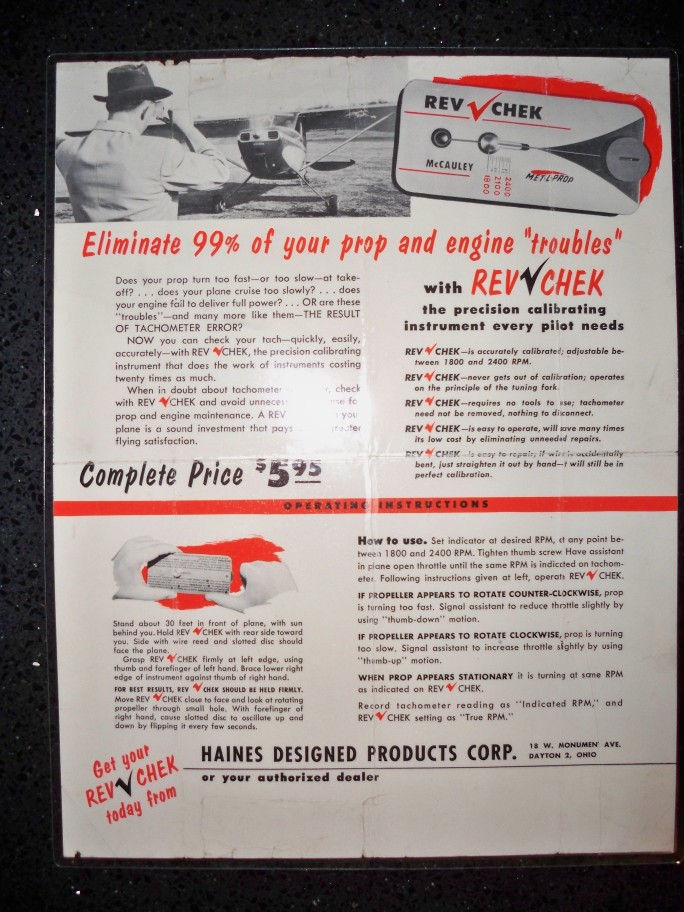 REV✓CHEK
McCAULEY
1800
2100
2400
MET-L-PROP
Eliminate 99% of your prop and engine "troubles"
with REV✓CHEK
the precision calibrating
instrument every pilot needs
Does your prop turn too fast—or too slow—at take-
off? . . . does your plane cruise too slowly? . . . does
your engine fail to deliver full power? . . . OR are these
"troubles"—and many more like them—THE RESULT
OF TACHOMETER ERROR?
NOW you can check your tach—quickly, easily,
accurately—with REV✓CHEK, the precision calibrating
instrument that does the work of instruments costing
twenty times as much.
When in doubt about tachometer check
with REV✓CHEK and avoid
prop and engine maintenance. A REV you
plane is a sound investment that pays
flying satisfaction.
REV✓CHEK—is accurately calibrated; adjustable be-
tween 1800 and 2400 RPM.
REV✓CHEK—never gets out of calibration; operates
on the principle of the tuning fork.
REV✓CHEK—requires no tools to use; tachometer
need not be removed, nothing to disconnect.
REV✓CHEK—is easy to operate, will save many times
its low cost by eliminating unneeded repairs.
REV✓CHEK—is easy to repair; if wire is accidentally
bent, just straighten it out by hand—t will still be in
perfect calibration.
Complete Price $5.95
OPERATING INSTRUCTIONS
Stand about 30 feet in front of plane, with sun
behind you. Hold REV✓CHEK with rear side toward
you. Side with wire reed and slotted disc should
face the plane.
Grasp REV✓CHEK firmly at left edge, using
thumb and forefinger of left hand. Brace lower right
edge of instrument against thumb of right hand.
FOR BEST RESULTS, REV✓CHEK SHOULD BE HELD FIRMLY.
Move REV✓CHEK close to face and look at rotating
propeller through small hole. With forefinger of
right hand, cause slotted disc to oscillate up and
down by flipping it every few seconds.
How to use. Set indicator at desired RPM, at any point be-
tween 1800 and 2400 RPM. Tighten thumb screw Have assistant
in plane open throttle until the same RPM is indicated on tachom-
eter. Following instructions given at left, operate REV✓CHEK.
IF PROPELLER APPEARS TO ROTATE COUNTER-CLOCKWISE, prop
is turning too fast. Signal assistant to reduce throttle slightly by
using "thumb-down" motion.
IF PROPELLER APPEARS TO ROTATE CLOCKWISE, prop is turning
too slow. Signal assistant to increase throttle slightly by using
"thumb-up" motion.
WHEN PROP APPEARS STATIONARY it is turning at same RPM
as indicated on REV✓CHEK.
Record tachometer reading as "Indicated RPM," and
REV✓CHEK setting as "True RPM."
Get your
REV✓CHEK
today from
HAINES DESIGNED PRODUCTS CORP.
18 W. MONUMENT AVE.
DAYTON 2, OHIO
or your authorized dealer